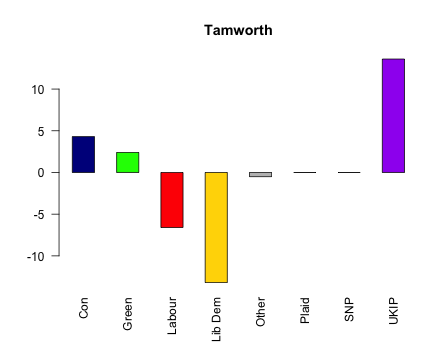 Tamworth
10
5
0
-5
-10
Con
Green
Labour
Lib Dem
Other
Plaid
SNP
UKIP